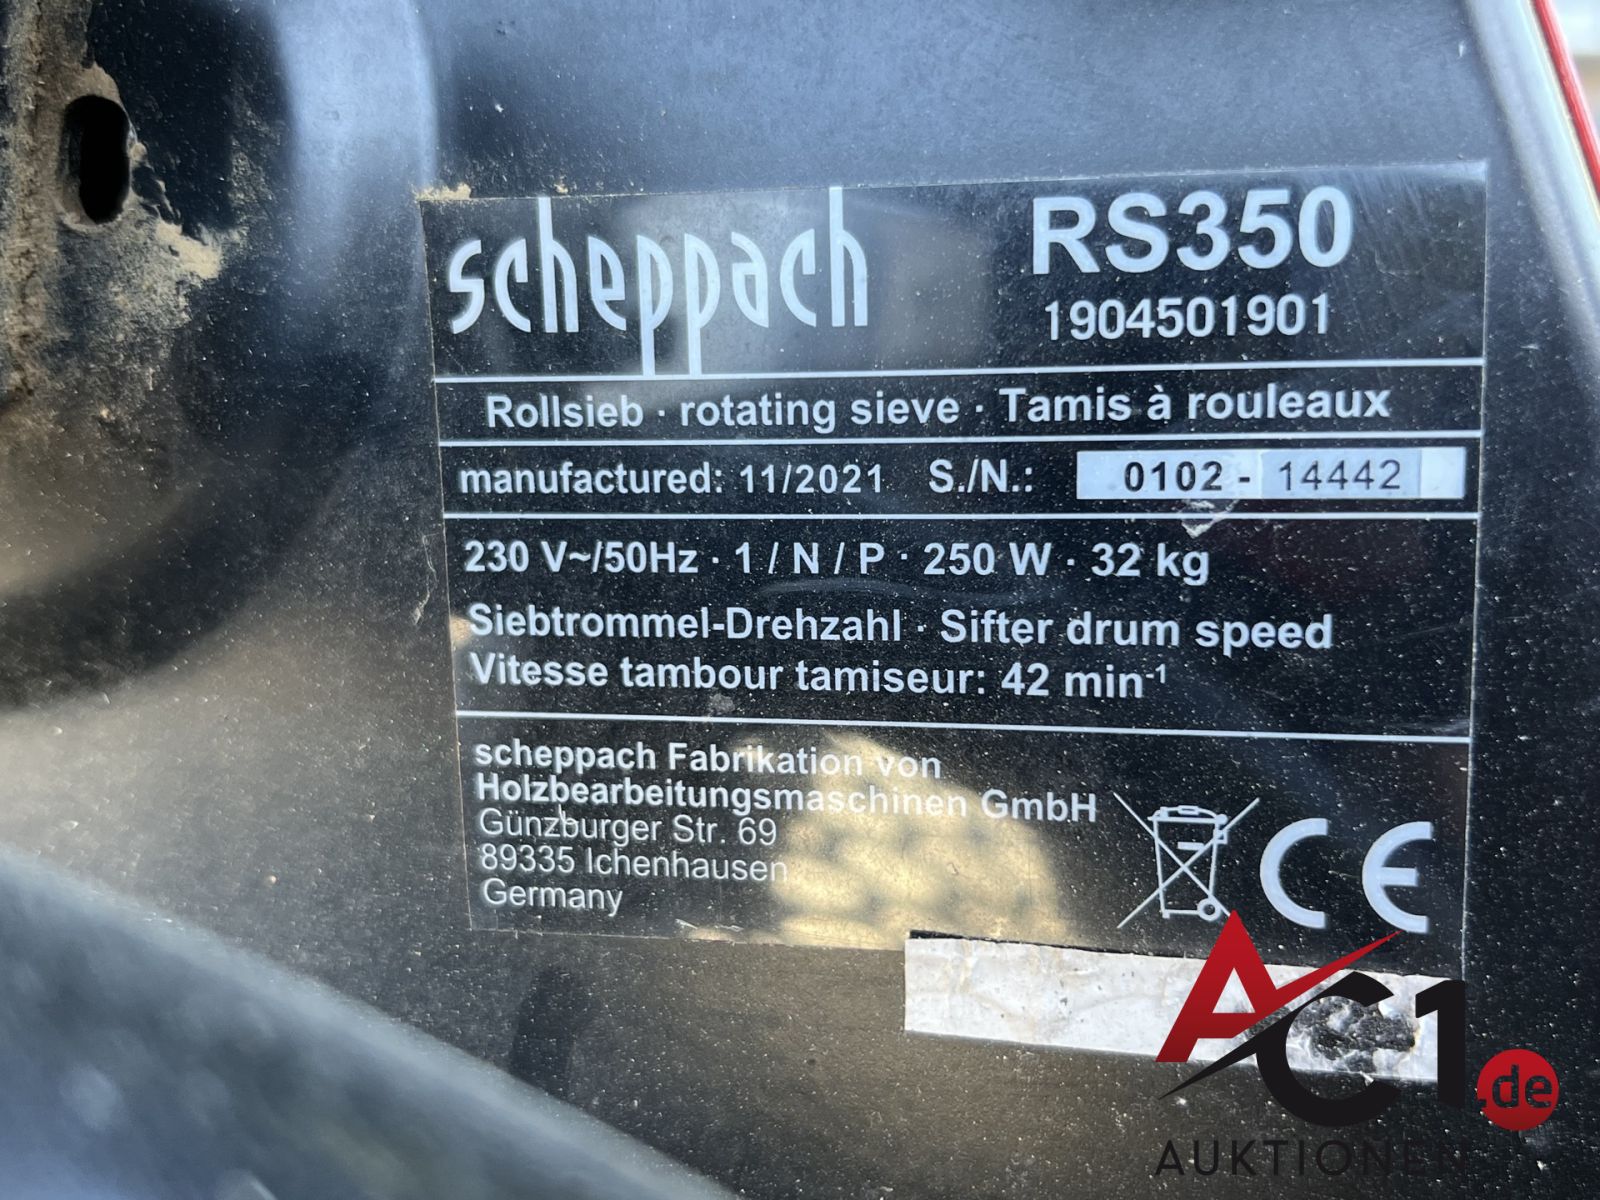 scheppach
RS350
1904501901
Rollsieb · rotating sieve · Tamis à rouleaux
manufactured: 11/2021 S./N.: 0102 - 14442
230 V~/50Hz · 1 / N / P · 250 W · 32 kg
Siebtrommel-Drehzahl · Sifter drum speed
Vitesse tambour tamiseur: 42 min⁻¹
scheppach Fabrikation von
Holzbearbeitungsmaschinen GmbH
Günzburger Str. 69
89335 Ichenhausen
Germany
CE
AC1.de
AUKTIONEN